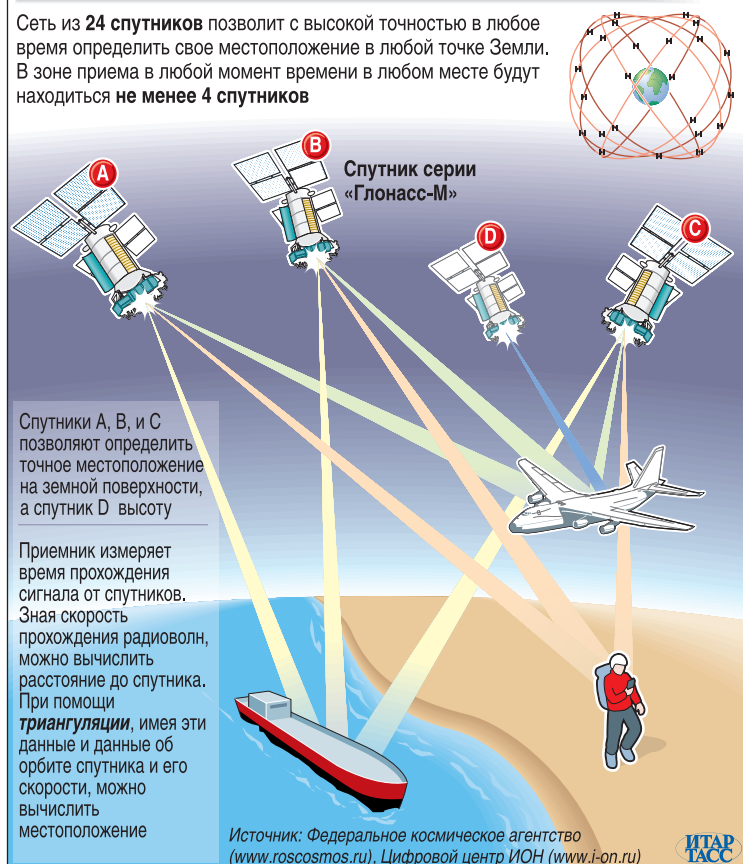 Сеть из 24 спутников позволит с высокой точностью в любое
время определить свое местоположение в любой точке Земли.
В зоне приема в любой момент времени в любом месте будут
находиться не менее 4 спутников
A
B
Спутник серии
«Глонасс-М»
D
C
Спутники А, В, и С
позволяют определить
точное местоположение
на земной поверхности,
а спутник D высоту
Приемник измеряет
время прохождения
сигнала от спутников.
Зная скорость
прохождения радиоволн,
можно вычислить
расстояние до спутника.
При помощи
триангуляции, имея эти
данные и данные об
орбите спутника и его
скорости, можно
вычислить
местоположение
Источник: Федеральное космическое агентство
(www.roscosmos.ru), Цифровой центр ИОН (www.i-on.ru)
ИТАР
ТАСС